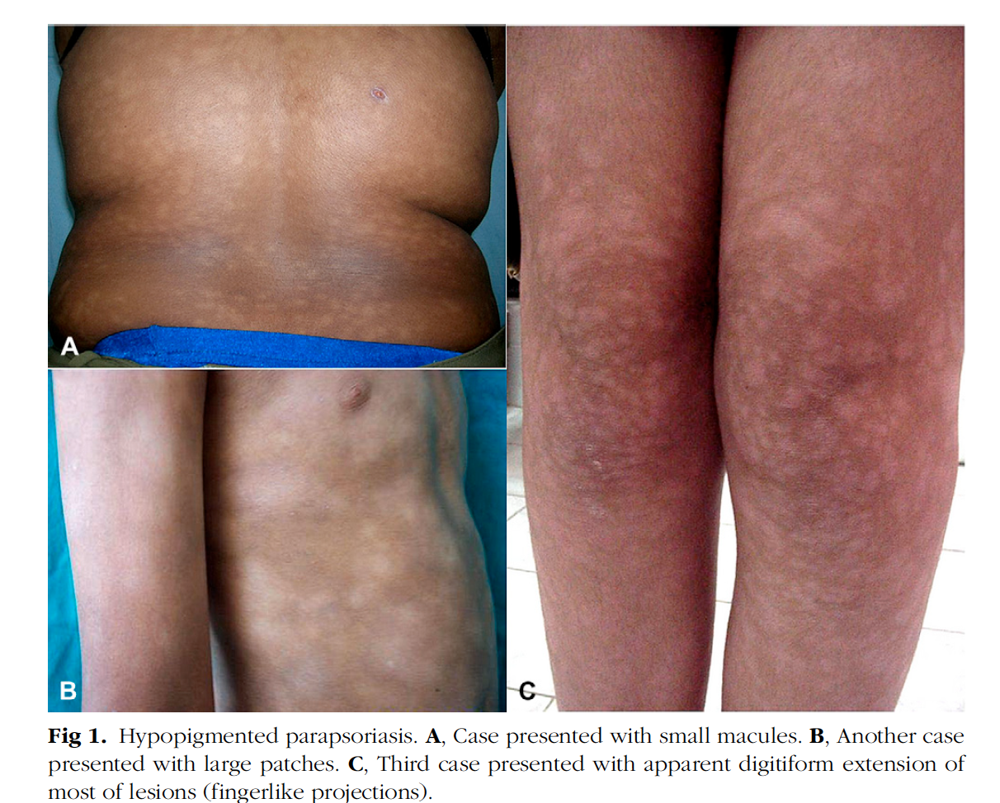 A
B
C
Fig 1. Hypopigmented parapsoriasis. A, Case presented with small macules. B, Another case
presented with large patches. C, Third case presented with apparent digitiform extension of
most of lesions (fingerlike projections).